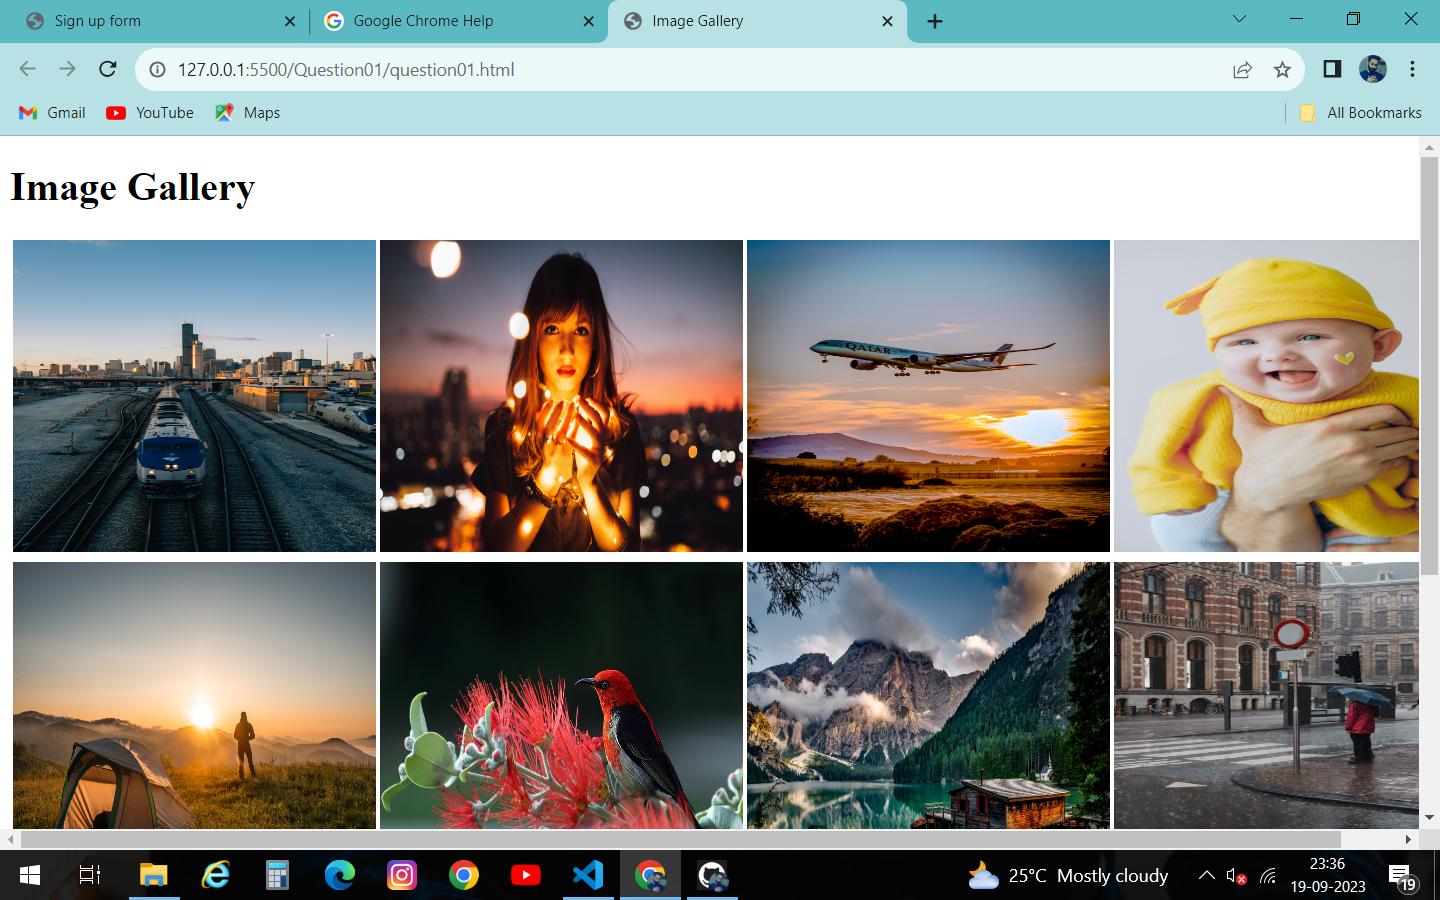 Sign up form
Google Chrome Help
Image Gallery
127.0.0.1:5500/Question01/question01.html
Gmail
YouTube
Maps
All Bookmarks
Image Gallery
QATAR
25°C Mostly cloudy
23:36
19-09-2023
19